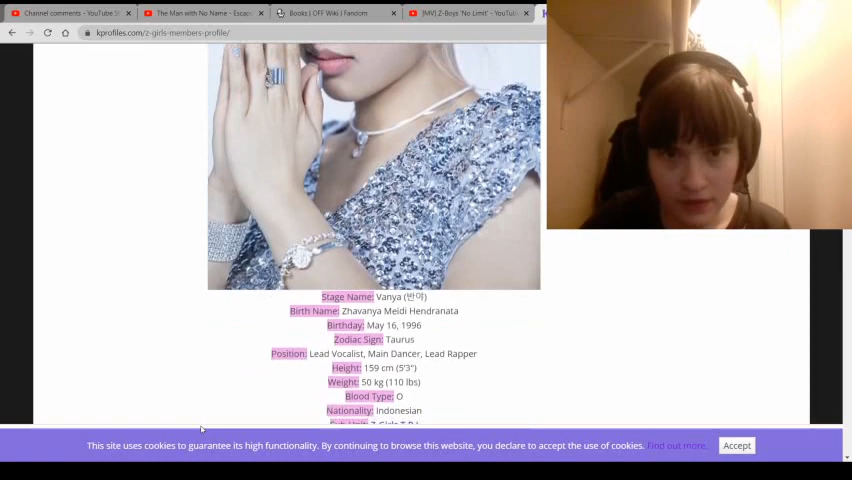 Channel comments - YouTube St
The Man with No Name - Escap
Books | OFF Wiki | Fandom
[MV] Z-Boys 'No Limit' - YouTu
kprofiles.com/z-girls-members-profile/
Stage Name: Vanya (반야)
Birth Name: Zhavanya Meidi Hendranata
Birthday: May 16, 1996
Zodiac Sign: Taurus
Position: Lead Vocalist, Main Dancer, Lead Rapper
Height: 159 cm (5'3")
Weight: 50 kg (110 lbs)
Blood Type: O
Nationality: Indonesian
This site uses cookies to guarantee its high functionality. By continuing to browse this website, you declare to accept the use of cookies. Find out more.
Accept